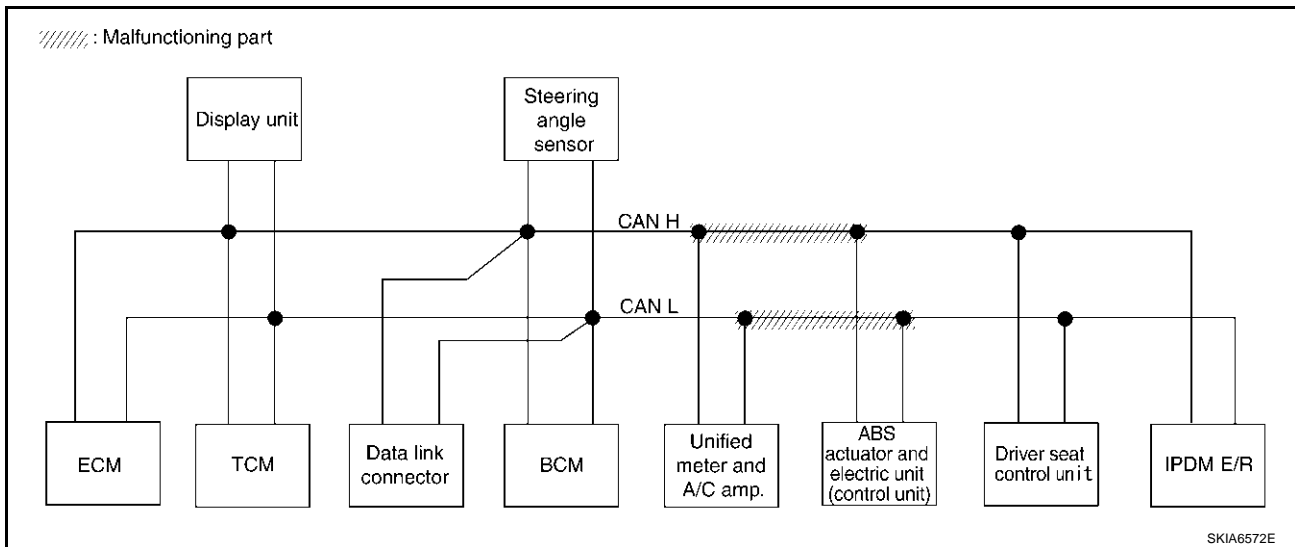 : Malfunctioning part
Display unit
Steering
angle
sensor
CAN H
CAN L
ECM
TCM
Data link
connector
BCM
Unified
meter and
A/C amp.
ABS
actuator and
electric unit
(control unit)
Driver seat
control unit
IPDM E/R
SKIA6572E